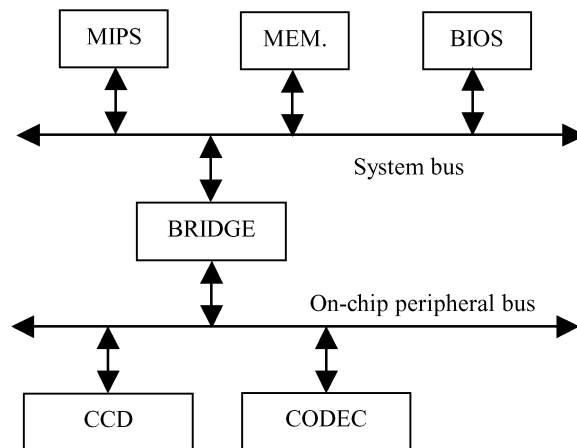 MIPS
MEM.
BIOS
System bus
BRIDGE
On-chip peripheral bus
CCD
CODEC